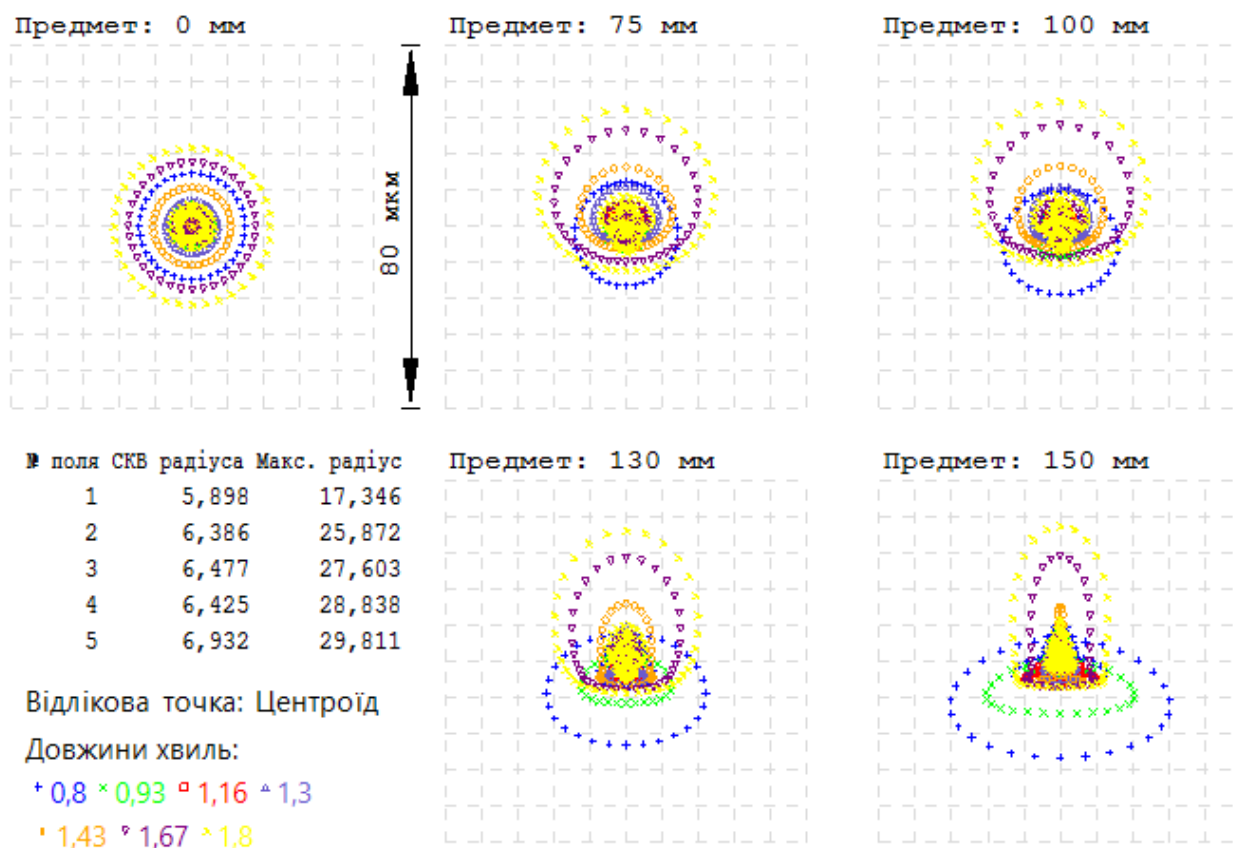 Предмет: 0 мм
Предмет: 75 мм
Предмет: 100 мм
80 мкм
№ поля СКВ радіуса Макс. радіус
1 5,898 17,346
2 6,386 25,872
3 6,477 27,603
4 6,425 28,838
5 6,932 29,811
Предмет: 130 мм
Предмет: 150 мм
Відлікова точка: Центроїд
Довжини хвиль:
0,8 0,93 1,16 1,3
1,43 1,67 1,8